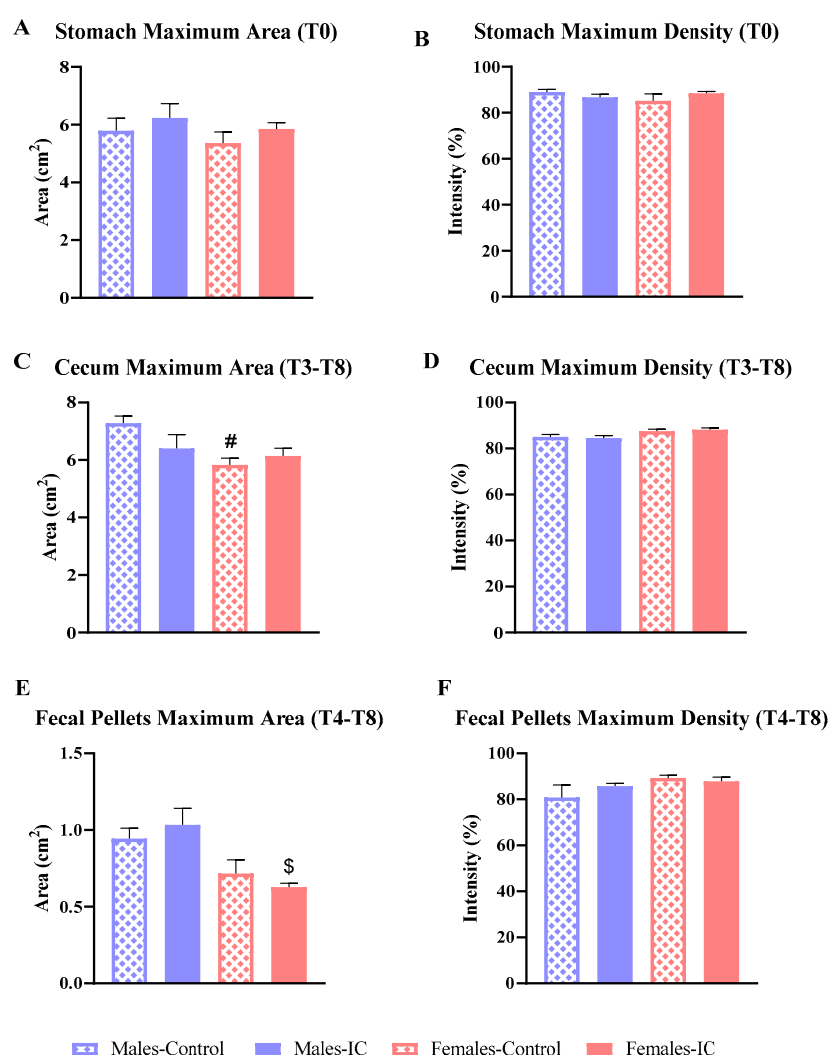 A
Stomach Maximum Area (T0)
8
6
4
2
0
Area (cm²)
B
Stomach Maximum Density (T0)
100
80
60
40
20
0
Intensity (%)
C
Cecum Maximum Area (T3-T8)
8
6
4
2
0
Area (cm²)
#
D
Cecum Maximum Density (T3-T8)
100
80
60
40
20
0
Intensity (%)
E
Fecal Pellets Maximum Area (T4-T8)
1.5
1.0
0.5
0.0
Area (cm²)
$
F
Fecal Pellets Maximum Density (T4-T8)
100
80
60
40
20
0
Intensity (%)
Males-Control Males-IC Females-Control Females-IC